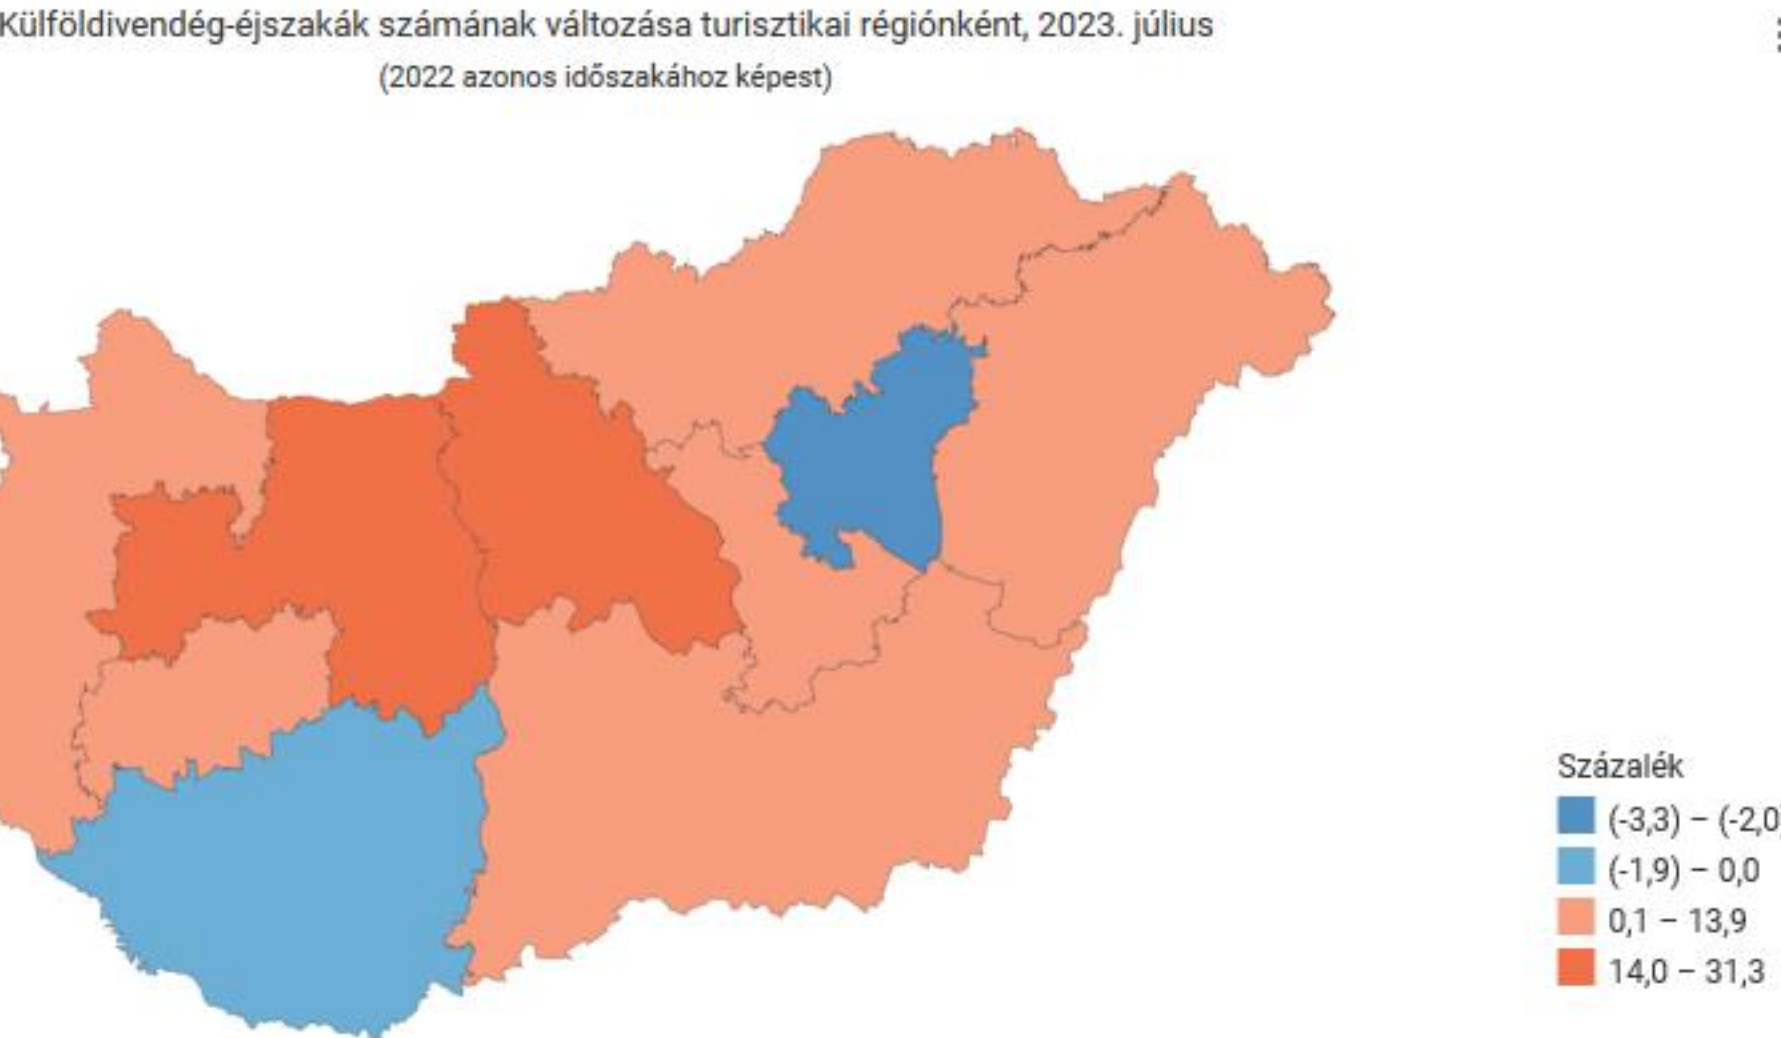 Külföldivendég-éjszakák számának változása turisztikai régiónként, 2023. július
(2022 azonos időszakához képest)
Százalék
(-3,3) – (-2,0)
(-1,9) – 0,0
0,1 – 13,9
14,0 – 31,3